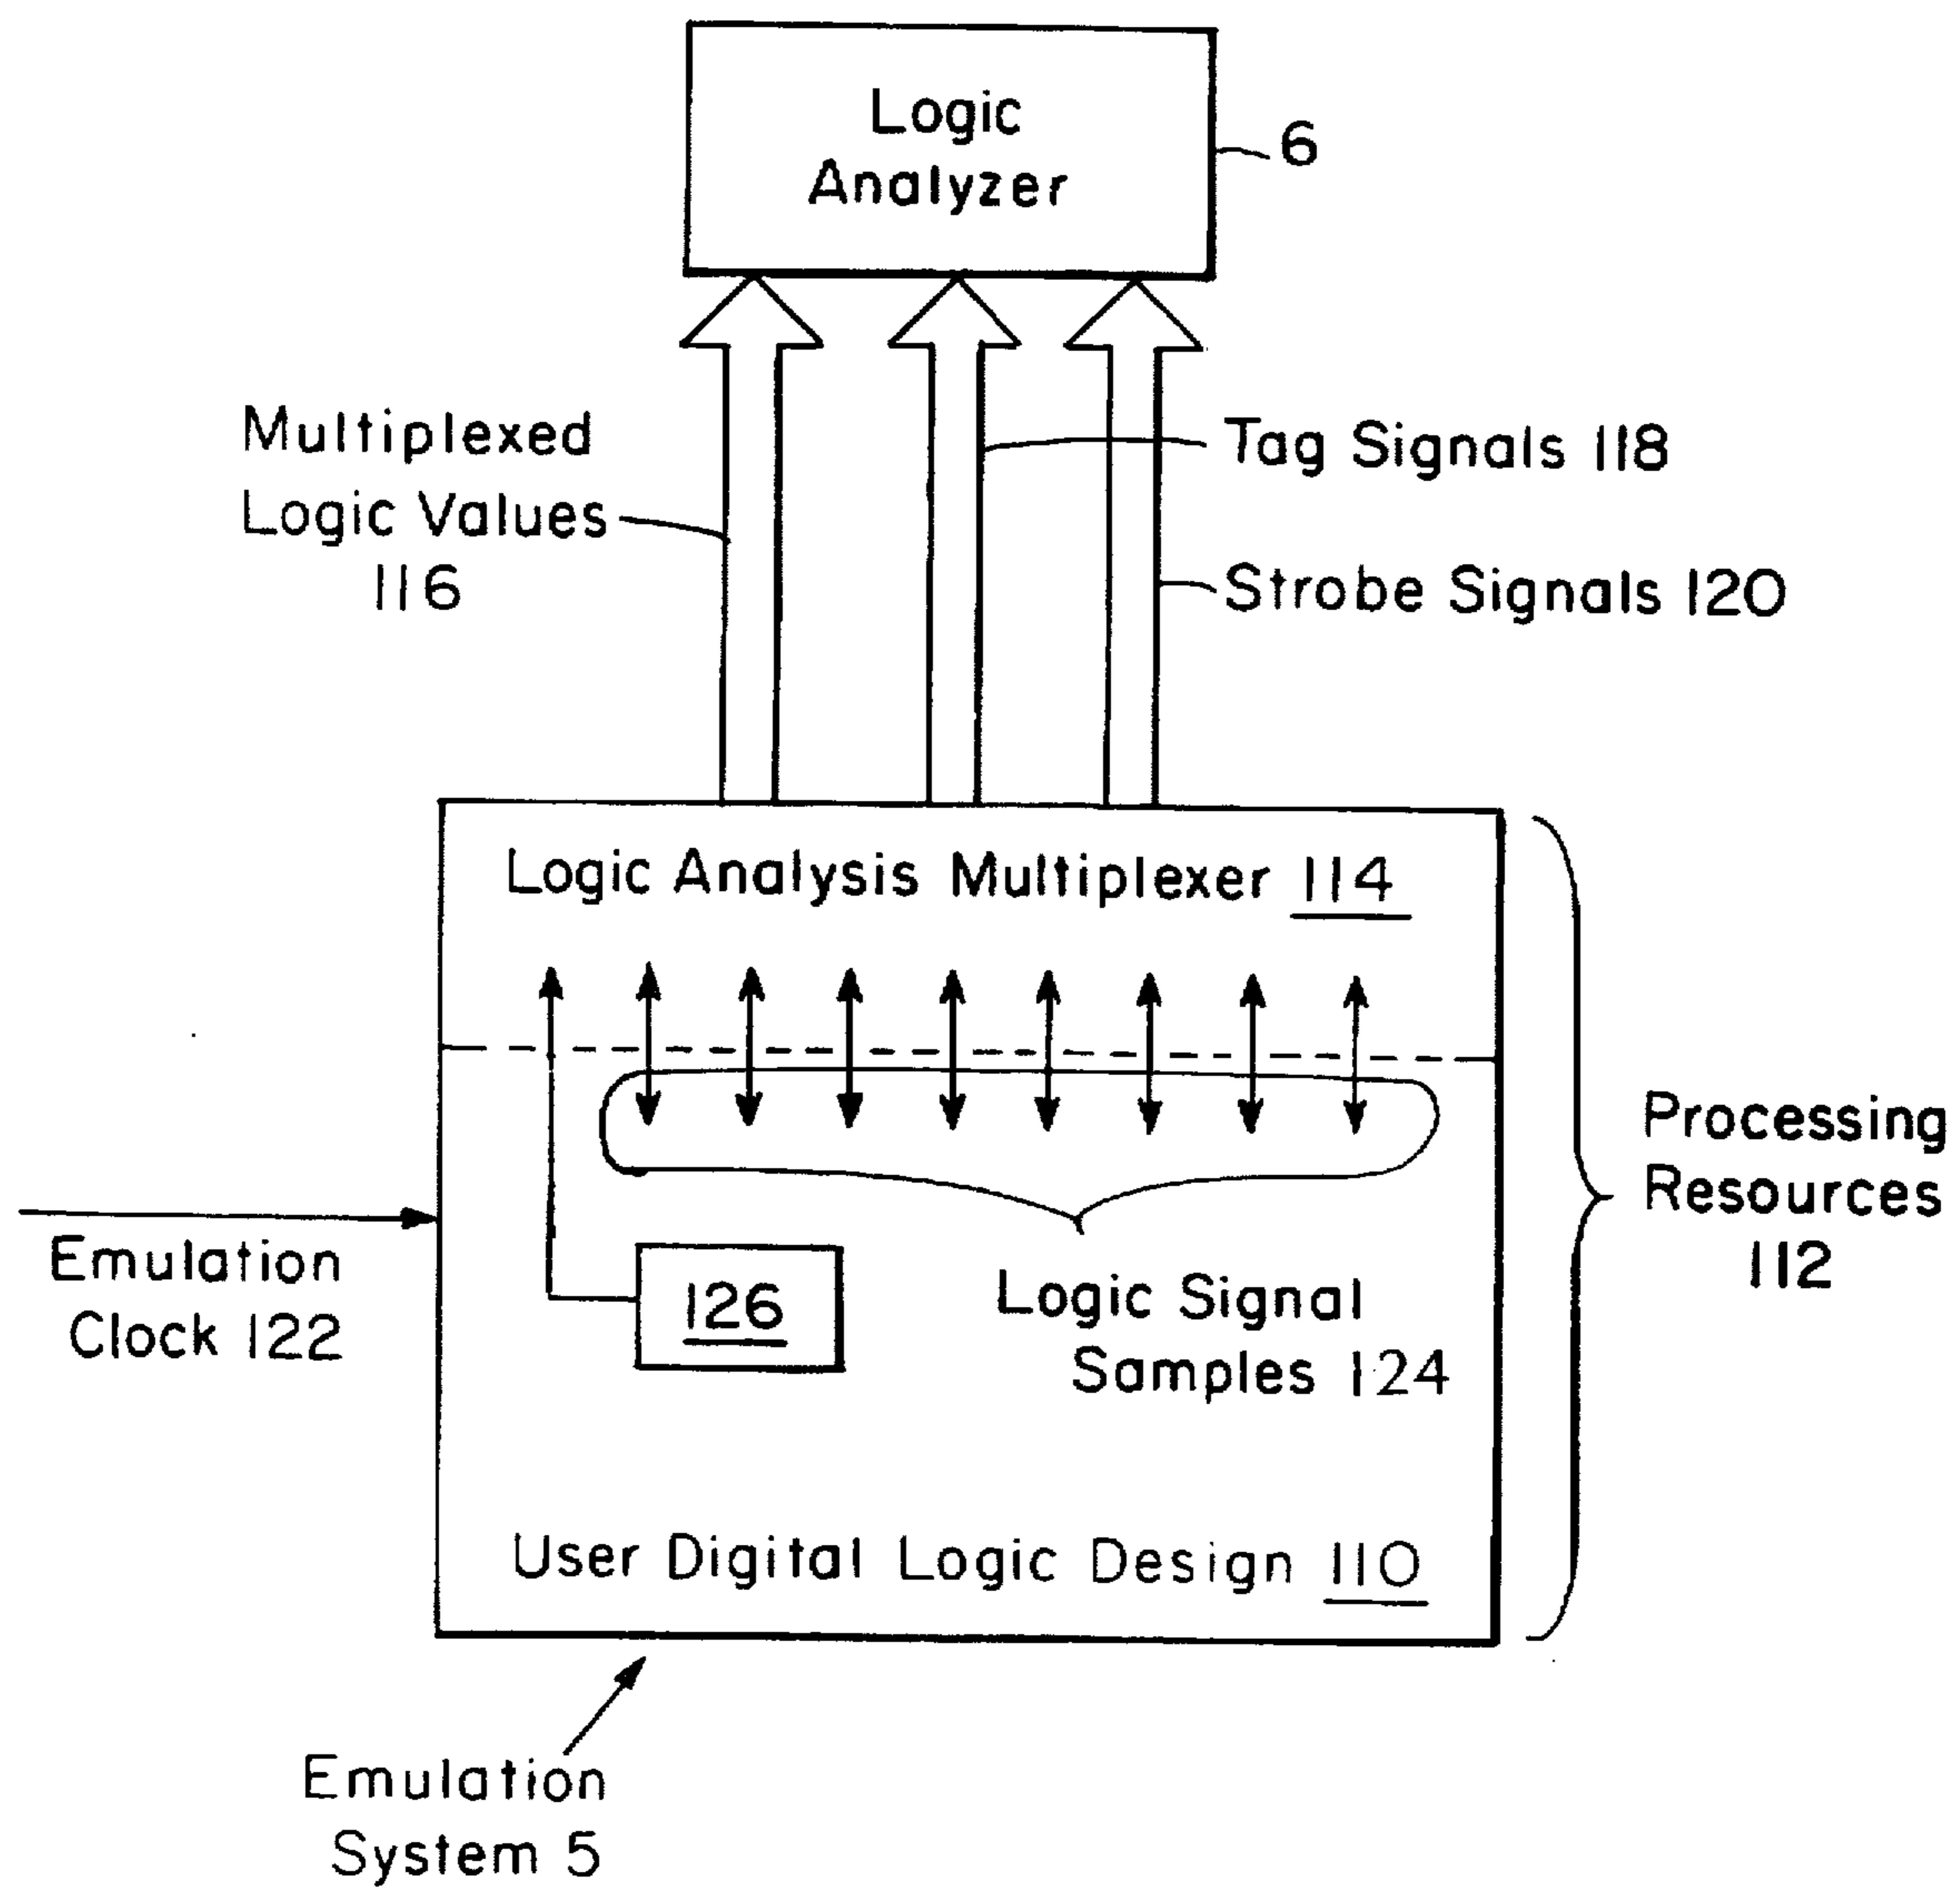 Logic
Analyzer
6
Multiplexed
Logic Values
116
Tag Signals 118
Strobe Signals 120
Logic Analysis Multiplexer 114
Processing
Resources
112
Emulation
Clock 122
126
Logic Signal
Samples 124
User Digital Logic Design 110
Emulation
System 5